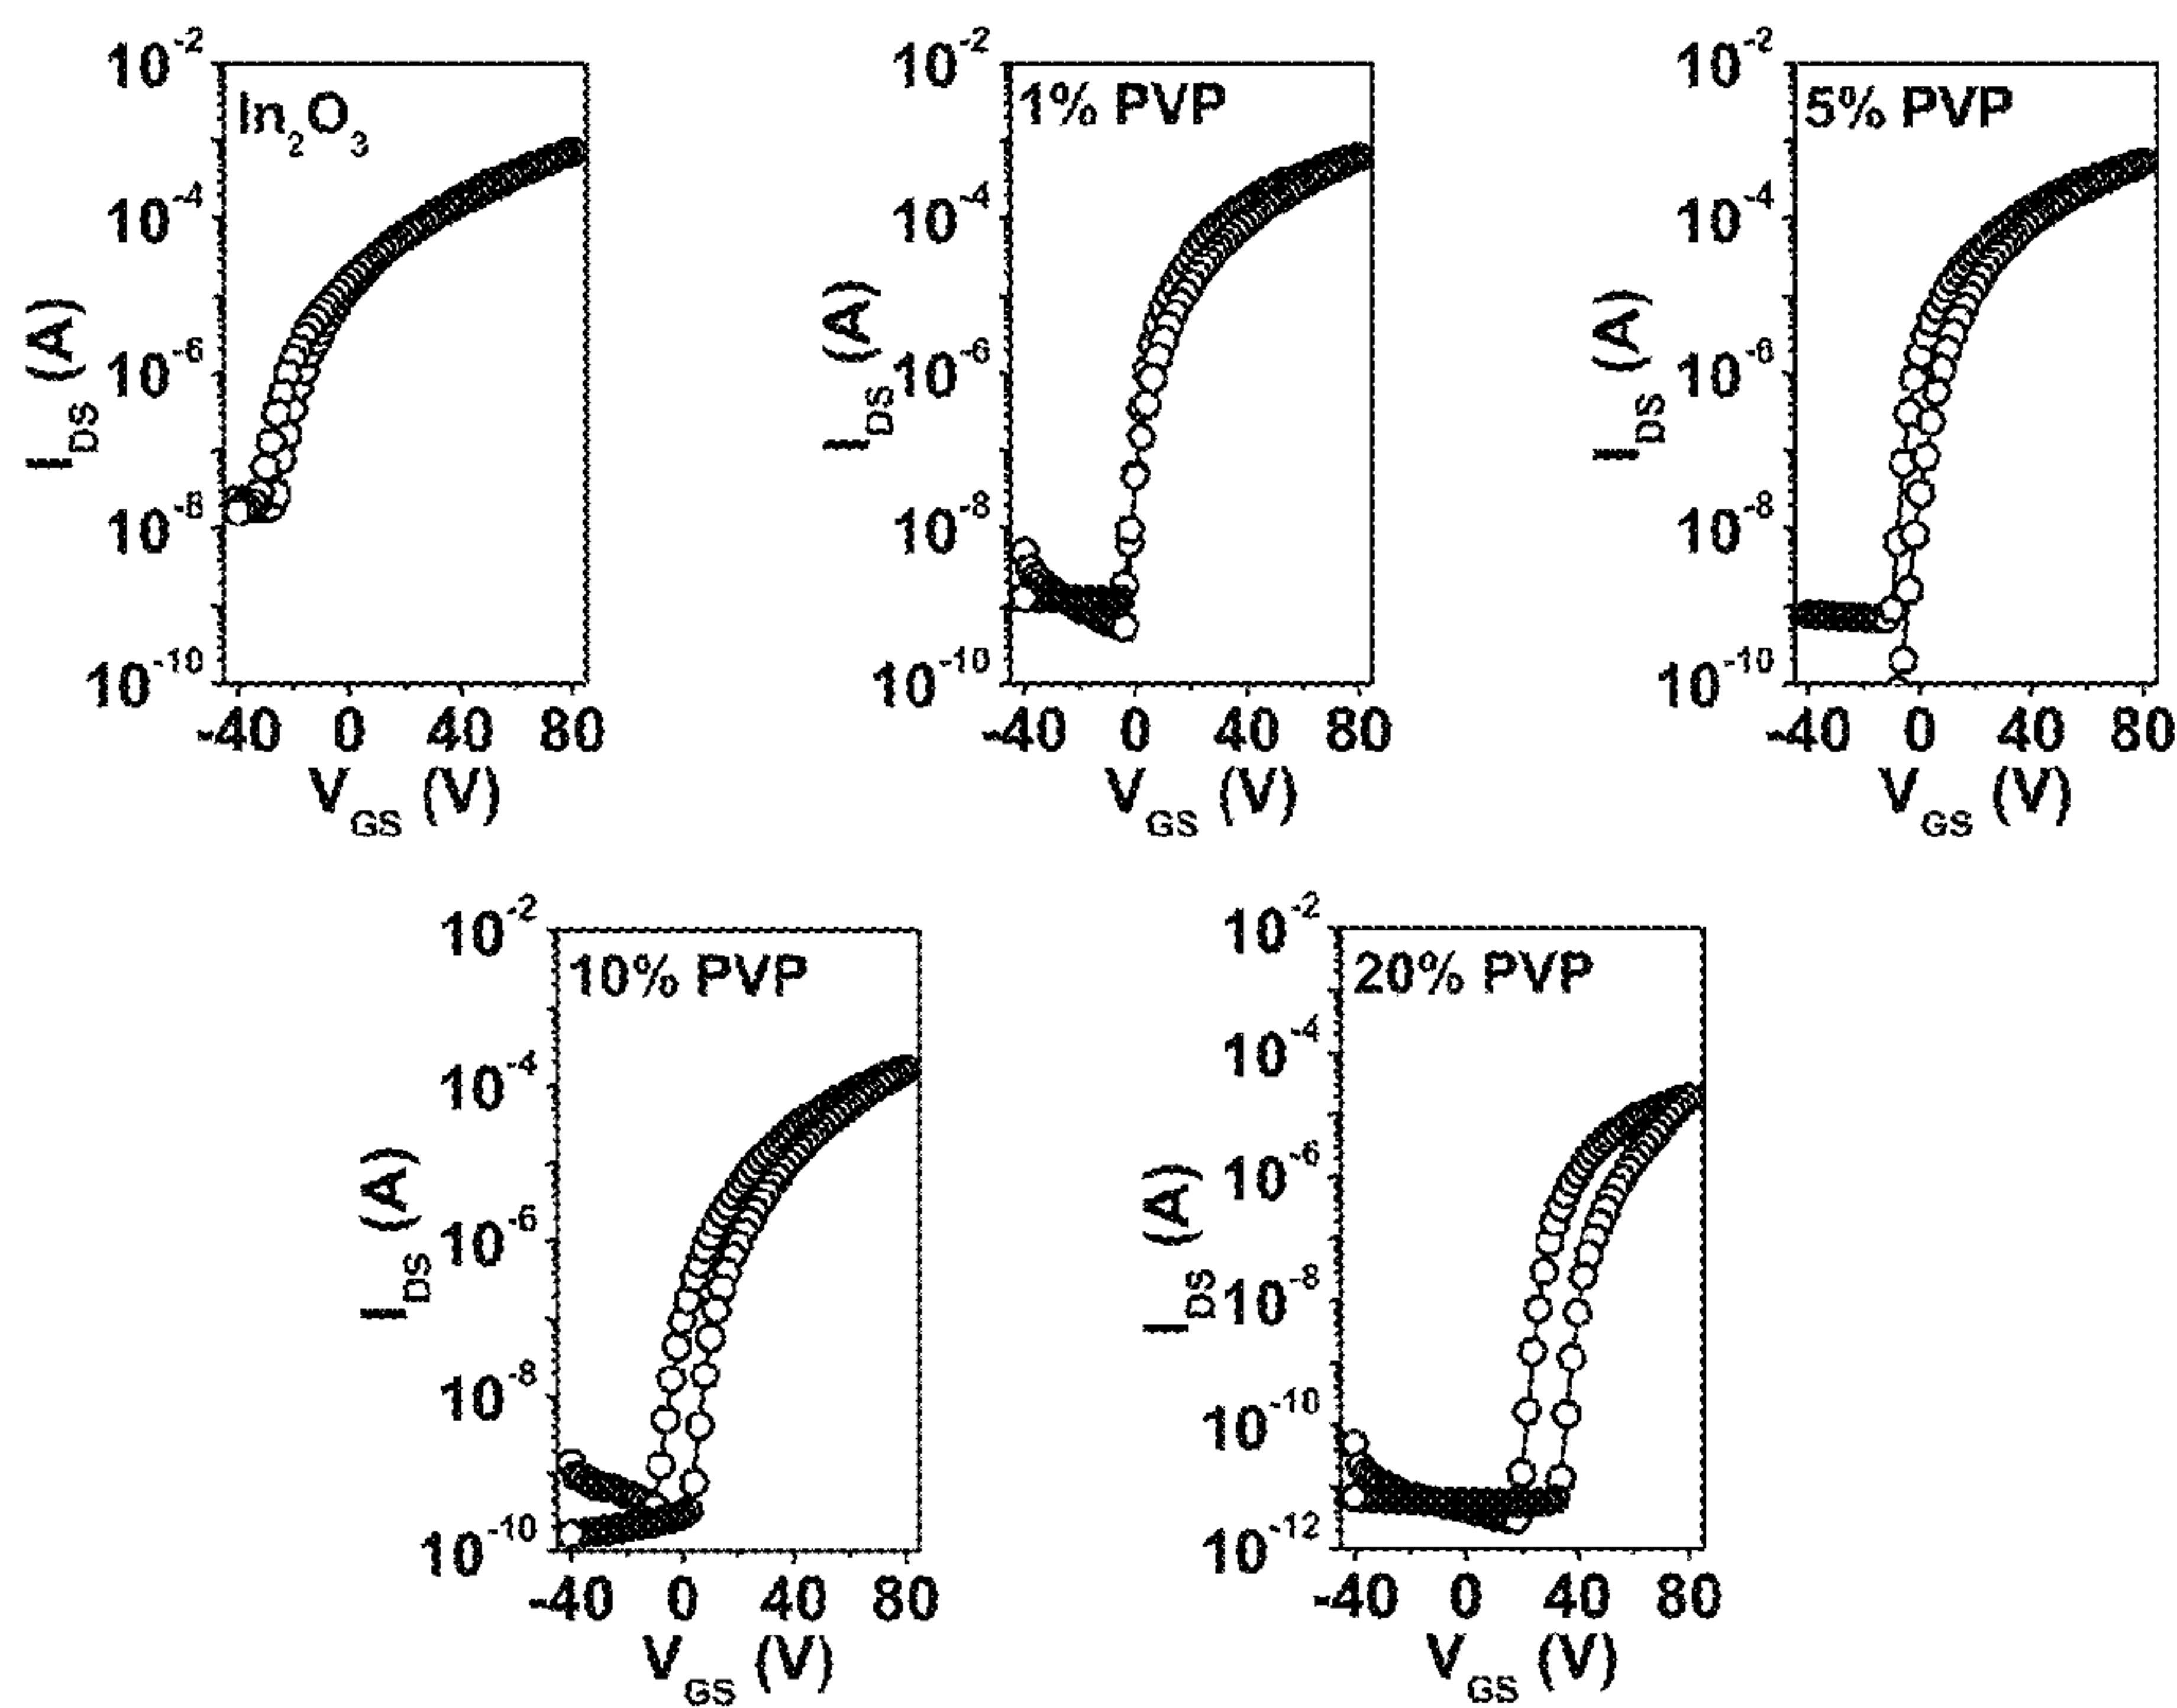 In₂O₃
10⁻²
10⁻⁴
10⁻⁶
10⁻⁸
10⁻¹⁰
I_DS (A)
-40 0 40 80
V_GS (V)
1% PVP
10⁻²
10⁻⁴
10⁻⁶
10⁻⁸
10⁻¹⁰
I_DS (A)
-40 0 40 80
V_GS (V)
5% PVP
10⁻²
10⁻⁴
10⁻⁶
10⁻⁸
10⁻¹⁰
I_DS (A)
-40 0 40 80
V_GS (V)
10% PVP
10⁻²
10⁻⁴
10⁻⁶
10⁻⁸
10⁻¹⁰
I_DS (A)
-40 0 40 80
V_GS (V)
20% PVP
10⁻²
10⁻⁴
10⁻⁶
10⁻⁸
10⁻¹⁰
10⁻¹²
I_DS (A)
-40 0 40 80
V_GS (V)